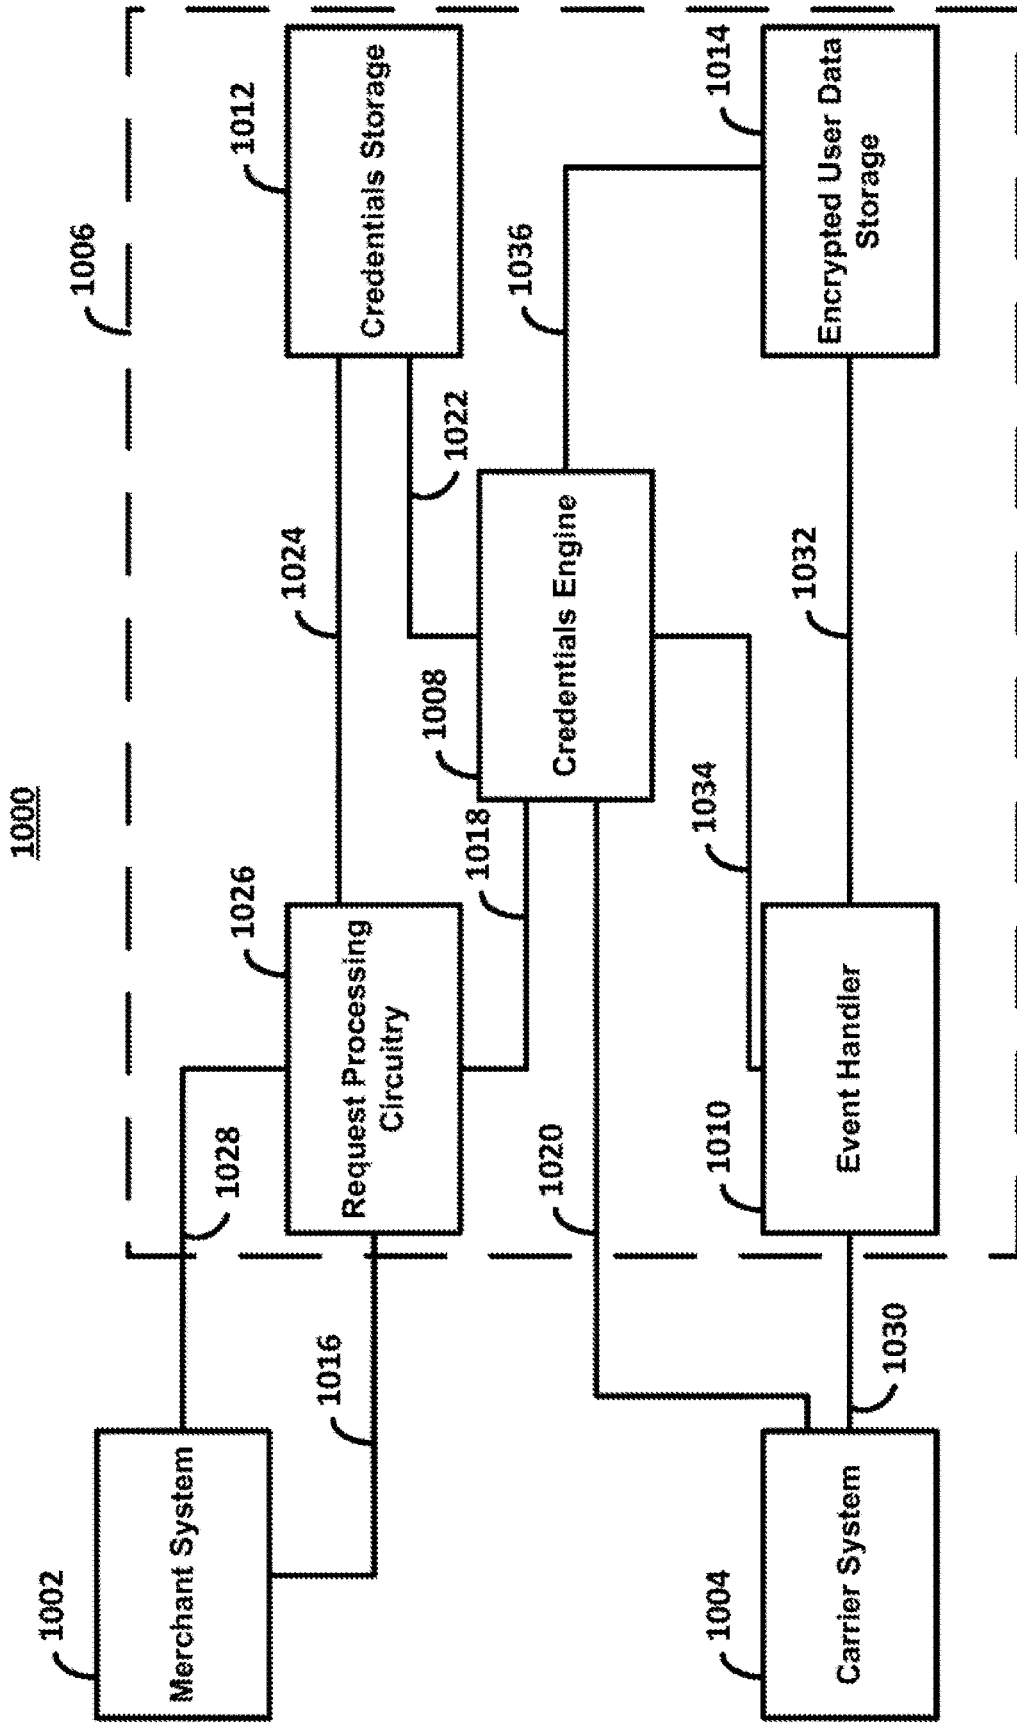 1000
1002
Merchant System
1028
1016
1026
Request Processing
Circuitry
1024
1012
Credentials Storage
1006
1022
1018
1008
Credentials Engine
1036
1020
1034
1004
Carrier System
1030
1010
Event Handler
1032
1014
Encrypted User Data
Storage